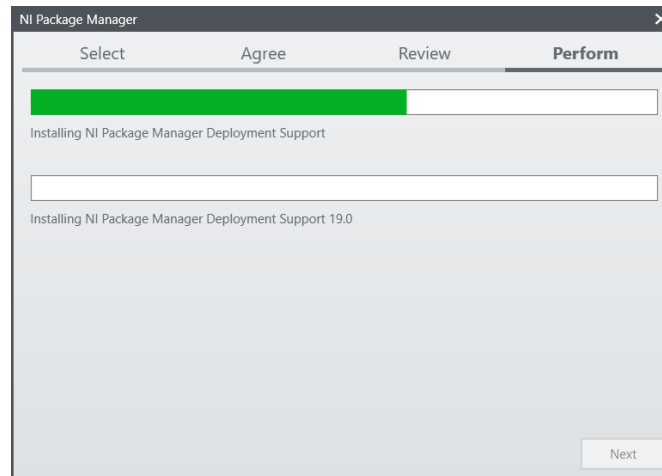 NI Package Manager
Select Agree Review Perform
Installing NI Package Manager Deployment Support
Installing NI Package Manager Deployment Support 19.0
Next